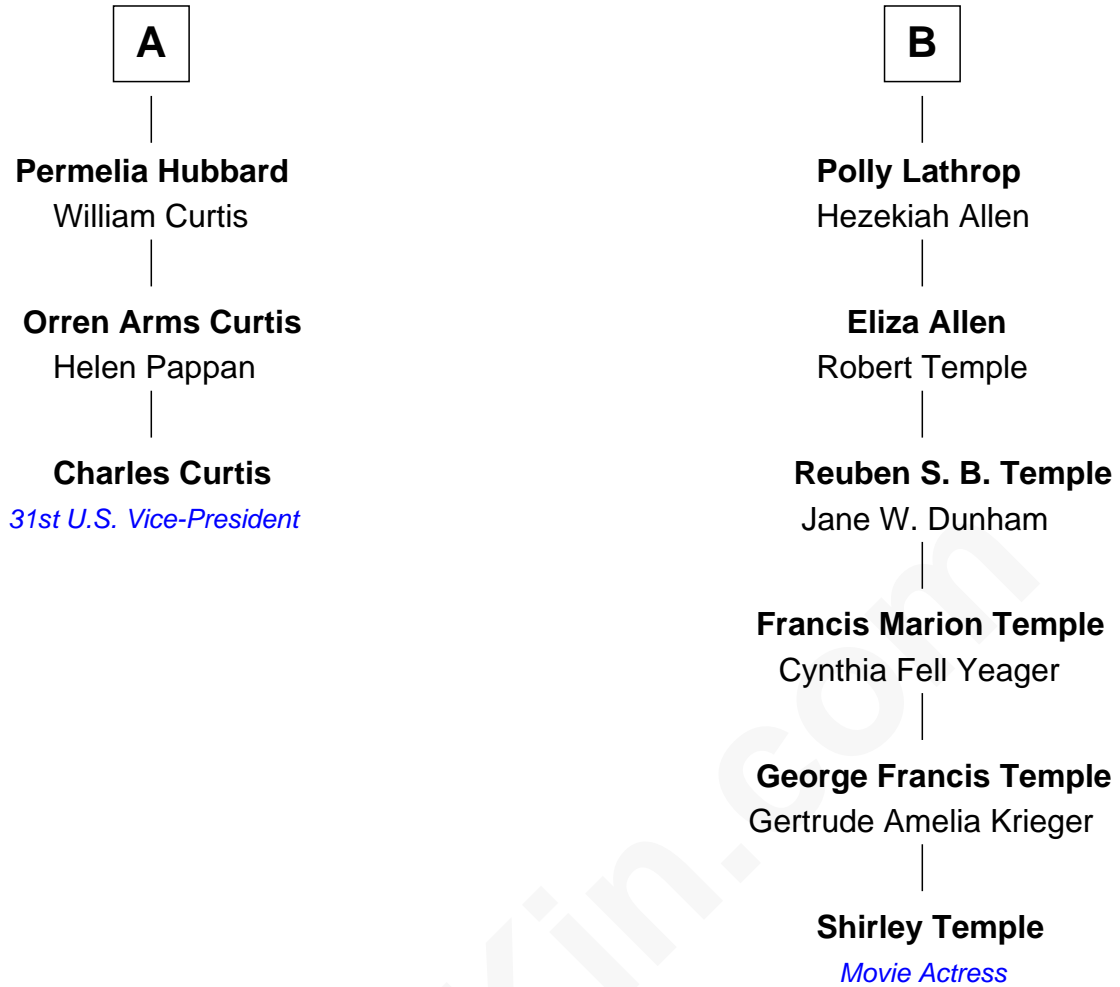 A
Permelia Hubbard
William Curtis
Orren Arms Curtis
Helen Pappan
Charles Curtis
31st U.S. Vice-President
B
Polly Lathrop
Hezekiah Allen
Eliza Allen
Robert Temple
Reuben S. B. Temple
Jane W. Dunham
Francis Marion Temple
Cynthia Fell Yeager
George Francis Temple
Gertrude Amelia Krieger
Shirley Temple
Movie Actress
Kin.com